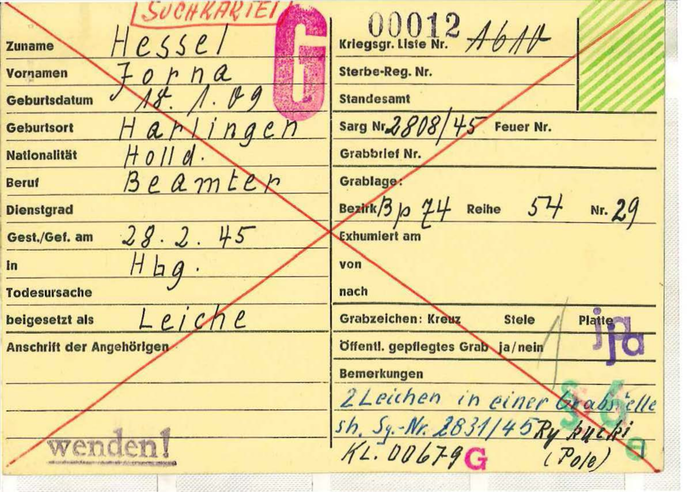 SUCHKARTEI
G
00012
Zuname Hessel
Vornamen Jorna
Geburtsdatum 18. 1. 09
Geburtsort Harlingen
Nationalität Holld.
Beruf Beamter
Dienstgrad
Gest./Gef. am 28. 2. 45
in Hbg.
Todesursache
beigesetzt als Leiche
Anschrift der Angehörigen
wenden!
Kriegsgr. Liste Nr.
Sterbe-Reg. Nr.
Standesamt
Sarg Nr. 2808/45 Feuer Nr.
Grabbrief Nr.
Grablage:
Bezirk Bp 74 Reihe 54 Nr. 29
Exhumiert am
von
nach
Grabzeichen: Kreuz Stele Platte
ja
ja
Öffentl. gepflegtes Grab ja/nein
Bemerkungen
2 Leichen in einer Grabstelle
sh. Sg.-Nr. 2831/45 Rykucki
KL. 00679 G (Pole)
§ 6
a